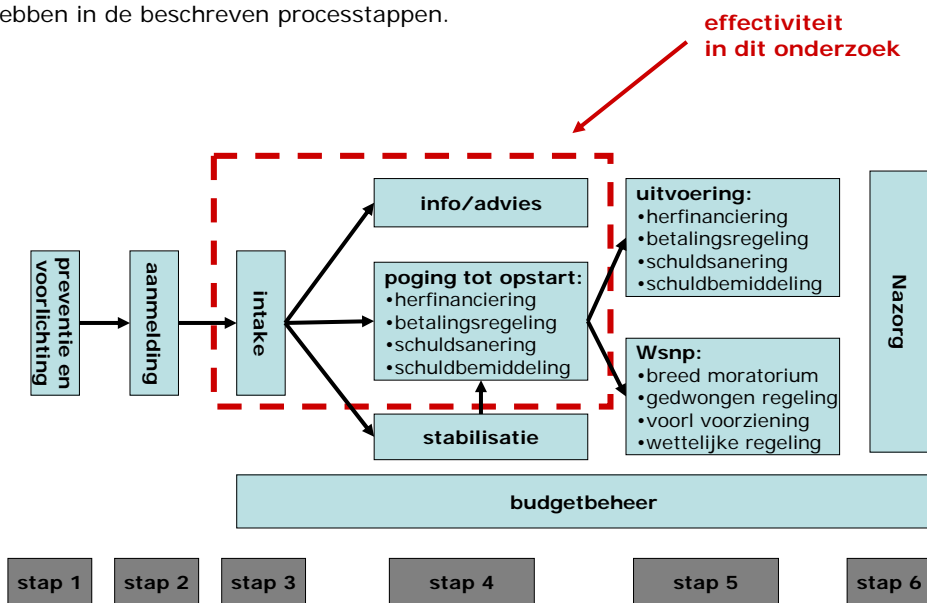 ebben in de beschreven processtappen.
effectiviteit
in dit onderzoek
preventie en
voorlichting
aanmelding
intake
info/advies
poging tot opstart:
•herfinanciering
•betalingsregeling
•schuldsanering
•schuldbemiddeling
stabilisatie
uitvoering:
•herfinanciering
•betalingsregeling
•schuldsanering
•schuldbemiddeling
Wsnp:
•breed moratorium
•gedwongen regeling
•voorl voorziening
•wettelijke regeling
Nazorg
budgetbeheer
stap 1
stap 2
stap 3
stap 4
stap 5
stap 6